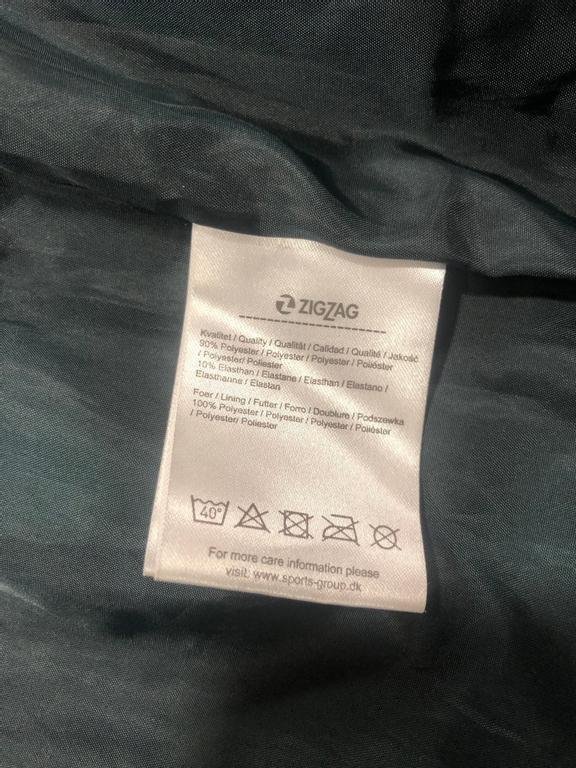 ZIGZAG
Kvalitet / Quality / Qualität / Calidad / Qualité / Jakość
90% Polyester / Polyester / Polyester / Poliéster
/ Polyester/ Poliester
10% Elasthan / Elastane / Elasthan / Elastano /
Elasthanne / Elastan
Foer / Lining / Futter / Forro / Doublure / Podszewka
100% Polyester / Polyester / Polyester / Poliéster
/ Polyester/ Poliester
40°
For more care information please
visit: www.sports-group.dk